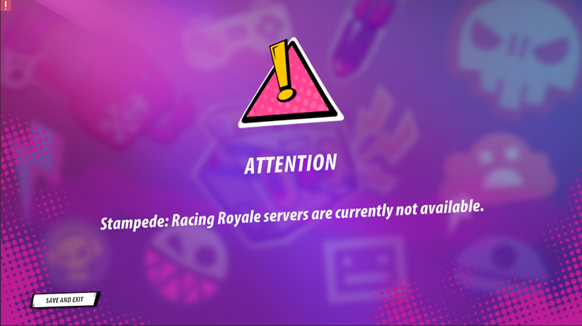 !
ATTENTION
Stampede: Racing Royale servers are currently not available.
SAVE AND EXIT